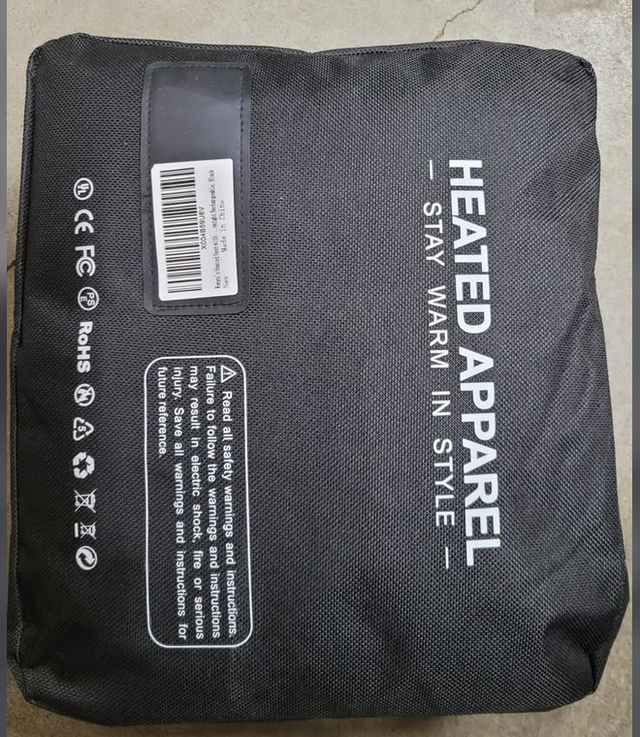 HEATED APPAREL
— STAY WARM IN STYLE —
New
Made in China
⚠ Read all safety warnings and instructions.
Failure to follow the warnings and instructions
may result in electric shock, fire or serious
injury. Save all warnings and instructions for
future reference.
UL CE FC PS E RoHS